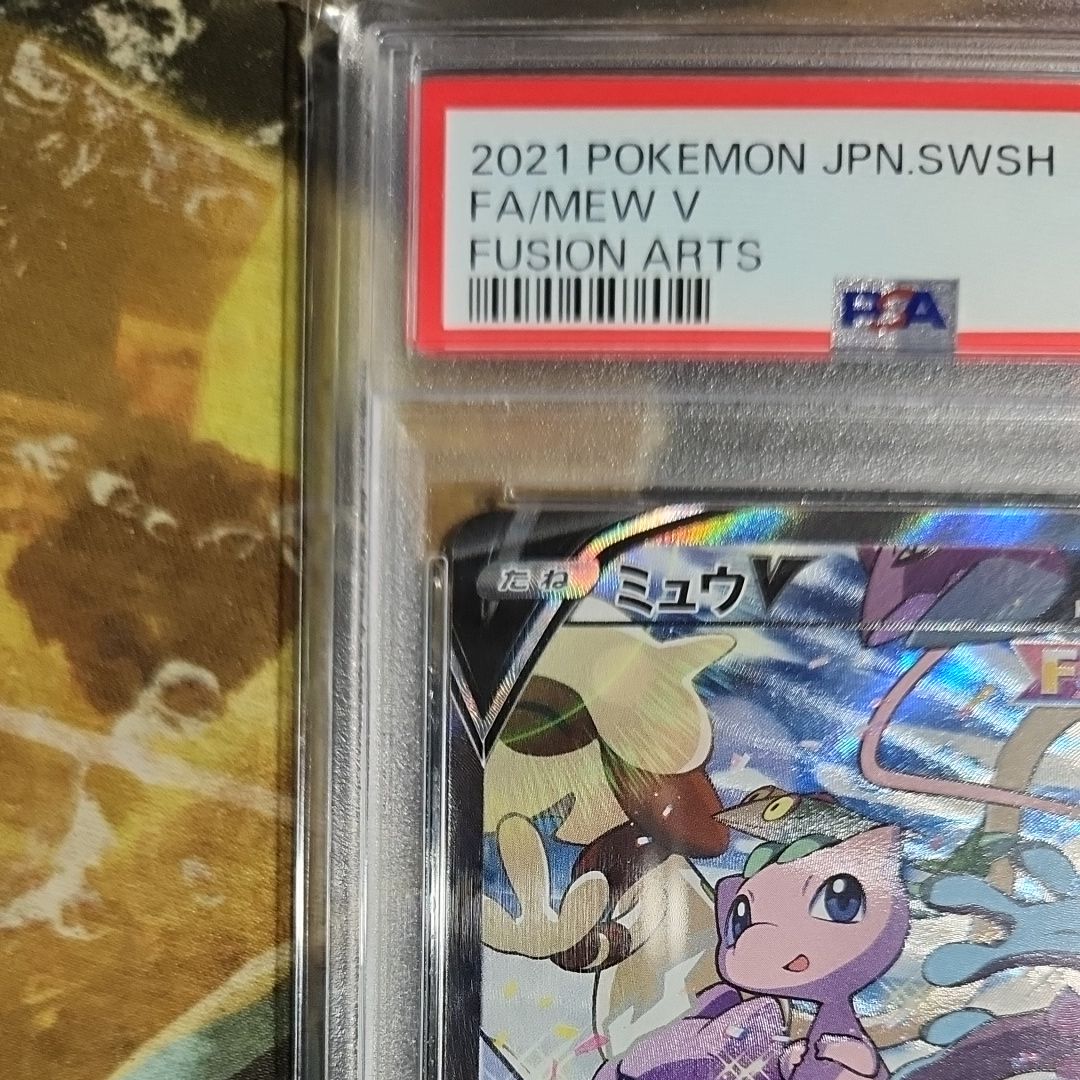 2021 POKEMON JPN.SWSH
FA/MEW V
FUSION ARTS
PSA
たね ミュウV
F